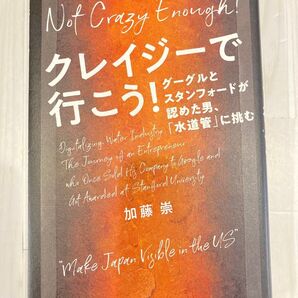 Not Crazy Enough!
クレイジーで
行こう!
グーグルと
スタンフォードが
認めた男、
「水道管」に挑む
Digitalizing Water Industry
The Journey of an Entrepreneur
who Once Sold His Company to Google and
Got Awarded at Stanford University
加藤 崇
"Make Japan Visible in the US"